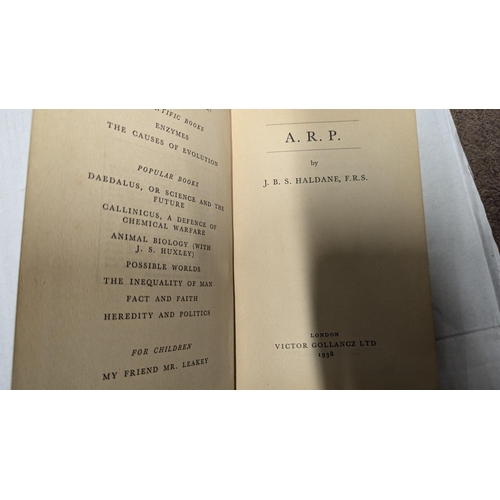 BOOKS
ENZYMES
THE CAUSES OF EVOLUTION
POPULAR BOOKS
DAEDALUS, OR SCIENCE AND THE
FUTURE
CALLINICUS, A DEFENCE OF
CHEMICAL WARFARE
ANIMAL BIOLOGY (WITH
J. S. HUXLEY)
POSSIBLE WORLDS
THE INEQUALITY OF MAN
FACT AND FAITH
HEREDITY AND POLITICS
FOR CHILDREN
MY FRIEND MR. LEAKEY
A. R. P.
by
J. B. S. HALDANE, F.R.S.
LONDON
VICTOR GOLLANCZ LTD
1938